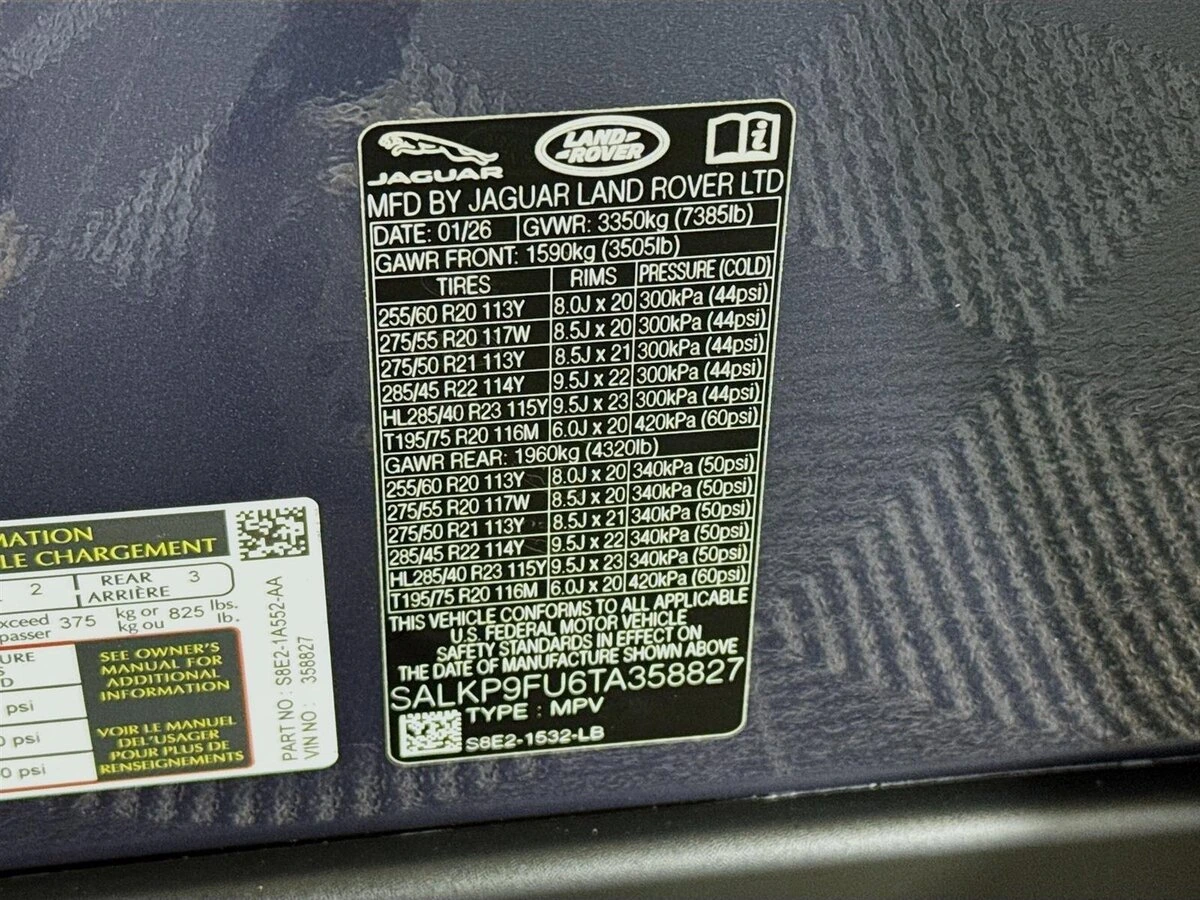 JAGUAR
LAND-
-ROVER
i
MFD BY JAGUAR LAND ROVER LTD
DATE: 01/26 GVWR: 3350kg (7385lb)
GAWR FRONT: 1590kg (3505lb)
TIRES RIMS PRESSURE (COLD)
255/60 R20 113Y 8.0J x 20 300kPa (44psi)
275/55 R20 117W 8.5J x 20 300kPa (44psi)
275/50 R21 113Y 8.5J x 21 300kPa (44psi)
285/45 R22 114Y 9.5J x 22 300kPa (44psi)
HL285/40 R23 115Y 9.5J x 23 300kPa (44psi)
T195/75 R20 116M 6.0J x 20 420kPa (60psi)
GAWR REAR: 1960kg (4320lb)
255/60 R20 113Y 8.0J x 20 340kPa (50psi)
275/55 R20 117W 8.5J x 20 340kPa (50psi)
275/50 R21 113Y 8.5J x 21 340kPa (50psi)
285/45 R22 114Y 9.5J x 22 340kPa (50psi)
HL285/40 R23 115Y 9.5J x 23 340kPa (50psi)
T195/75 R20 116M 6.0J x 20 420kPa (60psi)
THIS VEHICLE CONFORMS TO ALL APPLICABLE
U.S. FEDERAL MOTOR VEHICLE
SAFETY STANDARDS IN EFFECT ON
THE DATE OF MANUFACTURE SHOWN ABOVE
SALKP9FU6TA358827
TYPE : MPV
S8E2-1532-LB
MATION
LE CHARGEMENT
2 REAR 3
ARRIÈRE
xceed 375 kg or 825 lbs.
passer kg ou lb.
URE
S
D
psi
0 psi
0 psi
SEE OWNER'S
MANUAL FOR
ADDITIONAL
INFORMATION
VOIR LE MANUEL
DEL'USAGER
POUR PLUS DE
RENSEIGNEMENTS
PART NO : S8E2-1A552-AA
VIN NO : 358827